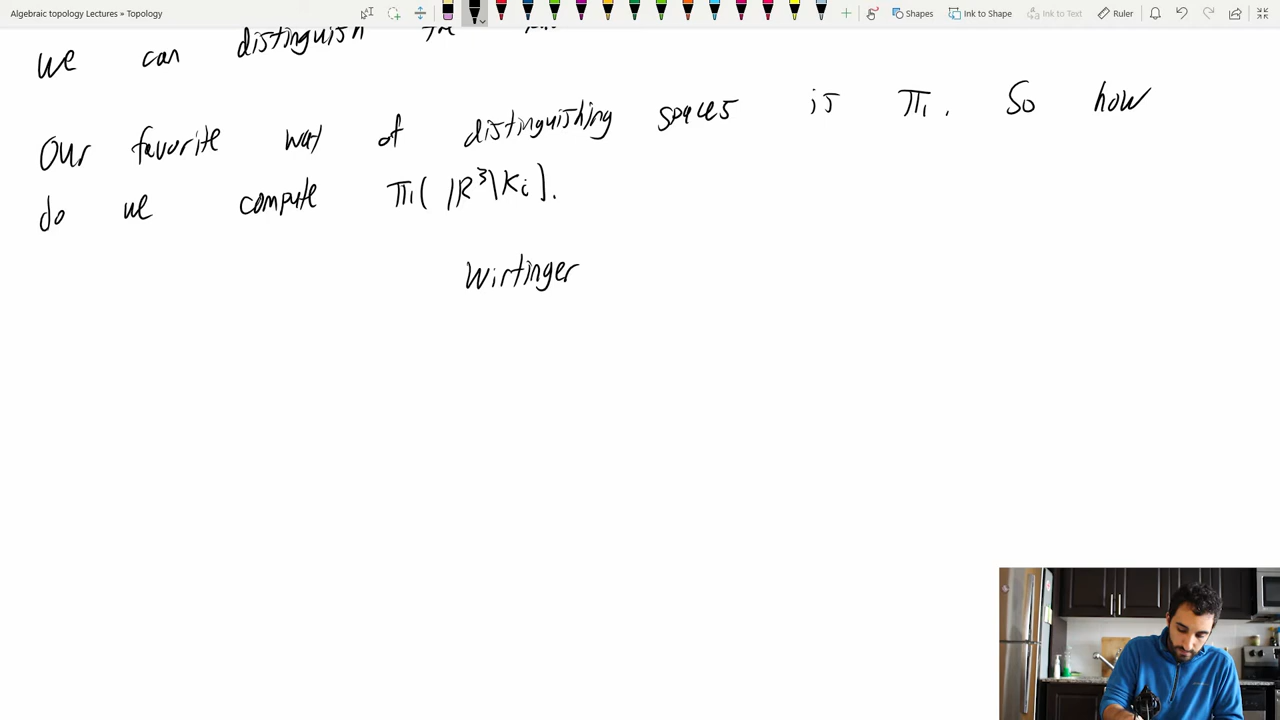 Algebraic topology Lectures » Topology
Shapes Ink to Shape Ink to Text Ruler
we can distinguish the
Our favorite way of distinguishing spaces is π₁. So how
do we compute π₁(ℝ³\Kᵢ).
Wirtinger